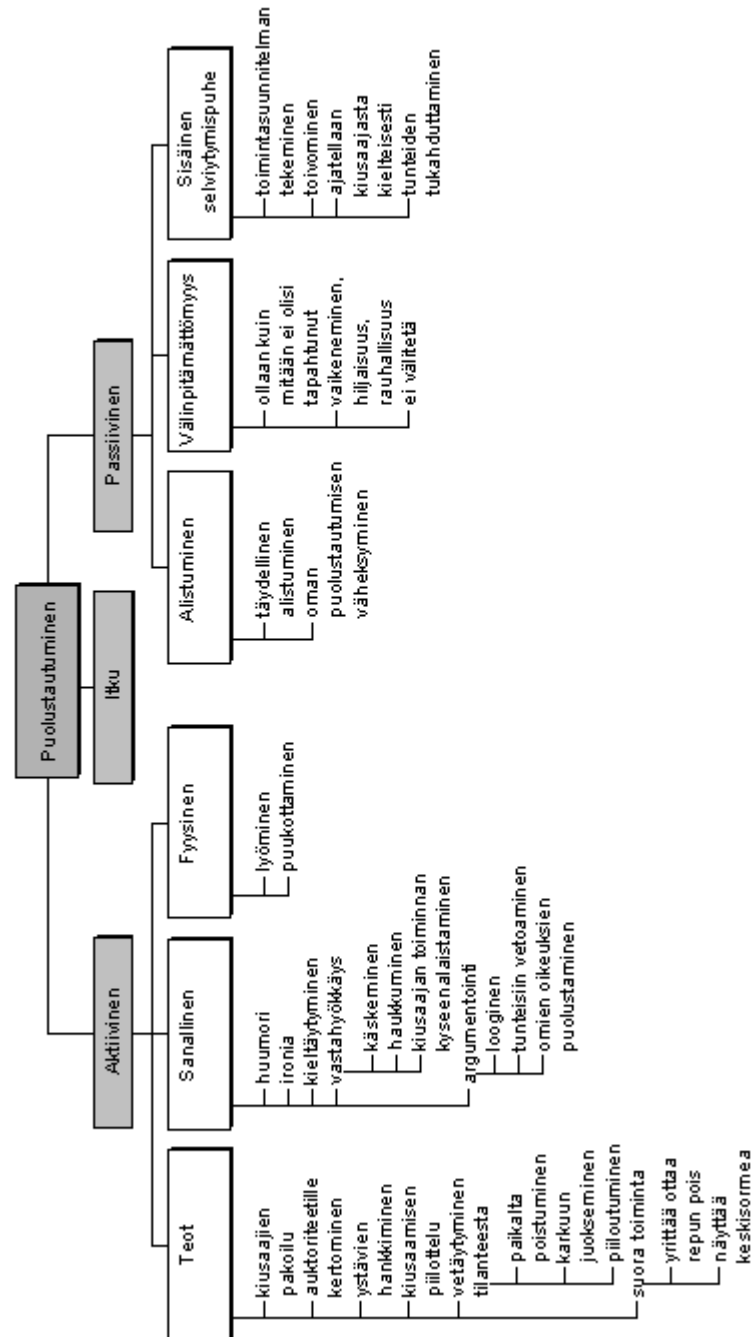 Puolustautuminen
Aktiivinen
Itku
Passiivinen
Teot
kiusaajien
pakoilu
auktoriteetille
kertominen
ystävien
hankkiminen
kiusaamisen
piilottelu
vetäytyminen
tilanteesta
paikalta
poistuminen
karkuun
juokseminen
piiloutuminen
suora toiminta
yrittää ottaa
repun pois
näyttää
keskisormea
Sanallinen
huumori
ironia
kieltäytyminen
vastahyökkäys
käskeminen
haukkuminen
kiusaajan toiminnan
kyseenalaistaminen
argumentointi
looginen
tunteisiin vetoaminen
omien oikeuksien
puolustaminen
Fyysinen
lyöminen
puukottaminen
Alistuminen
täydellinen
alistuminen
oman
puolustautumisen
väheksyminen
Välinpitämättömyys
ollaan kuin
mitään ei olisi
tapahtunut
vaikeneminen,
hiljaisuus,
rauhallisuus
ei välitetä
Sisäinen
selviytymispuhe
toimintasuunnitelman
tekeminen
toivominen
ajatellaan
kiusaajasta
kielteisesti
tunteiden
tukahduttaminen